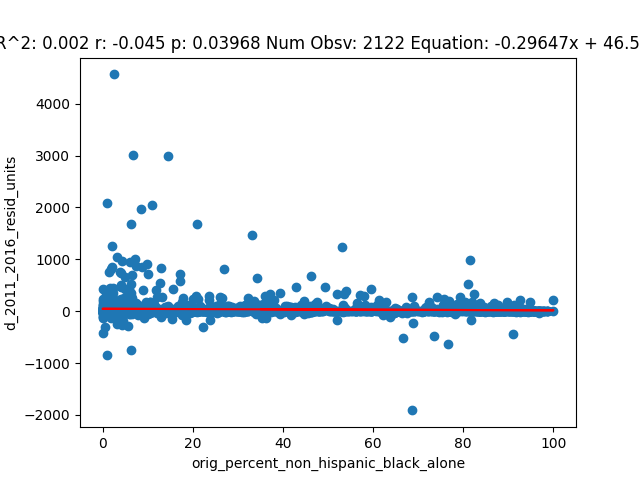 R^2: 0.002 r: -0.045 p: 0.03968 Num Obsv: 2122 Equation: -0.29647x + 46.5
4000
3000
2000
1000
0
−1000
−2000
d_2011_2016_resid_units
0 20 40 60 80 100
orig_percent_non_hispanic_black_alone